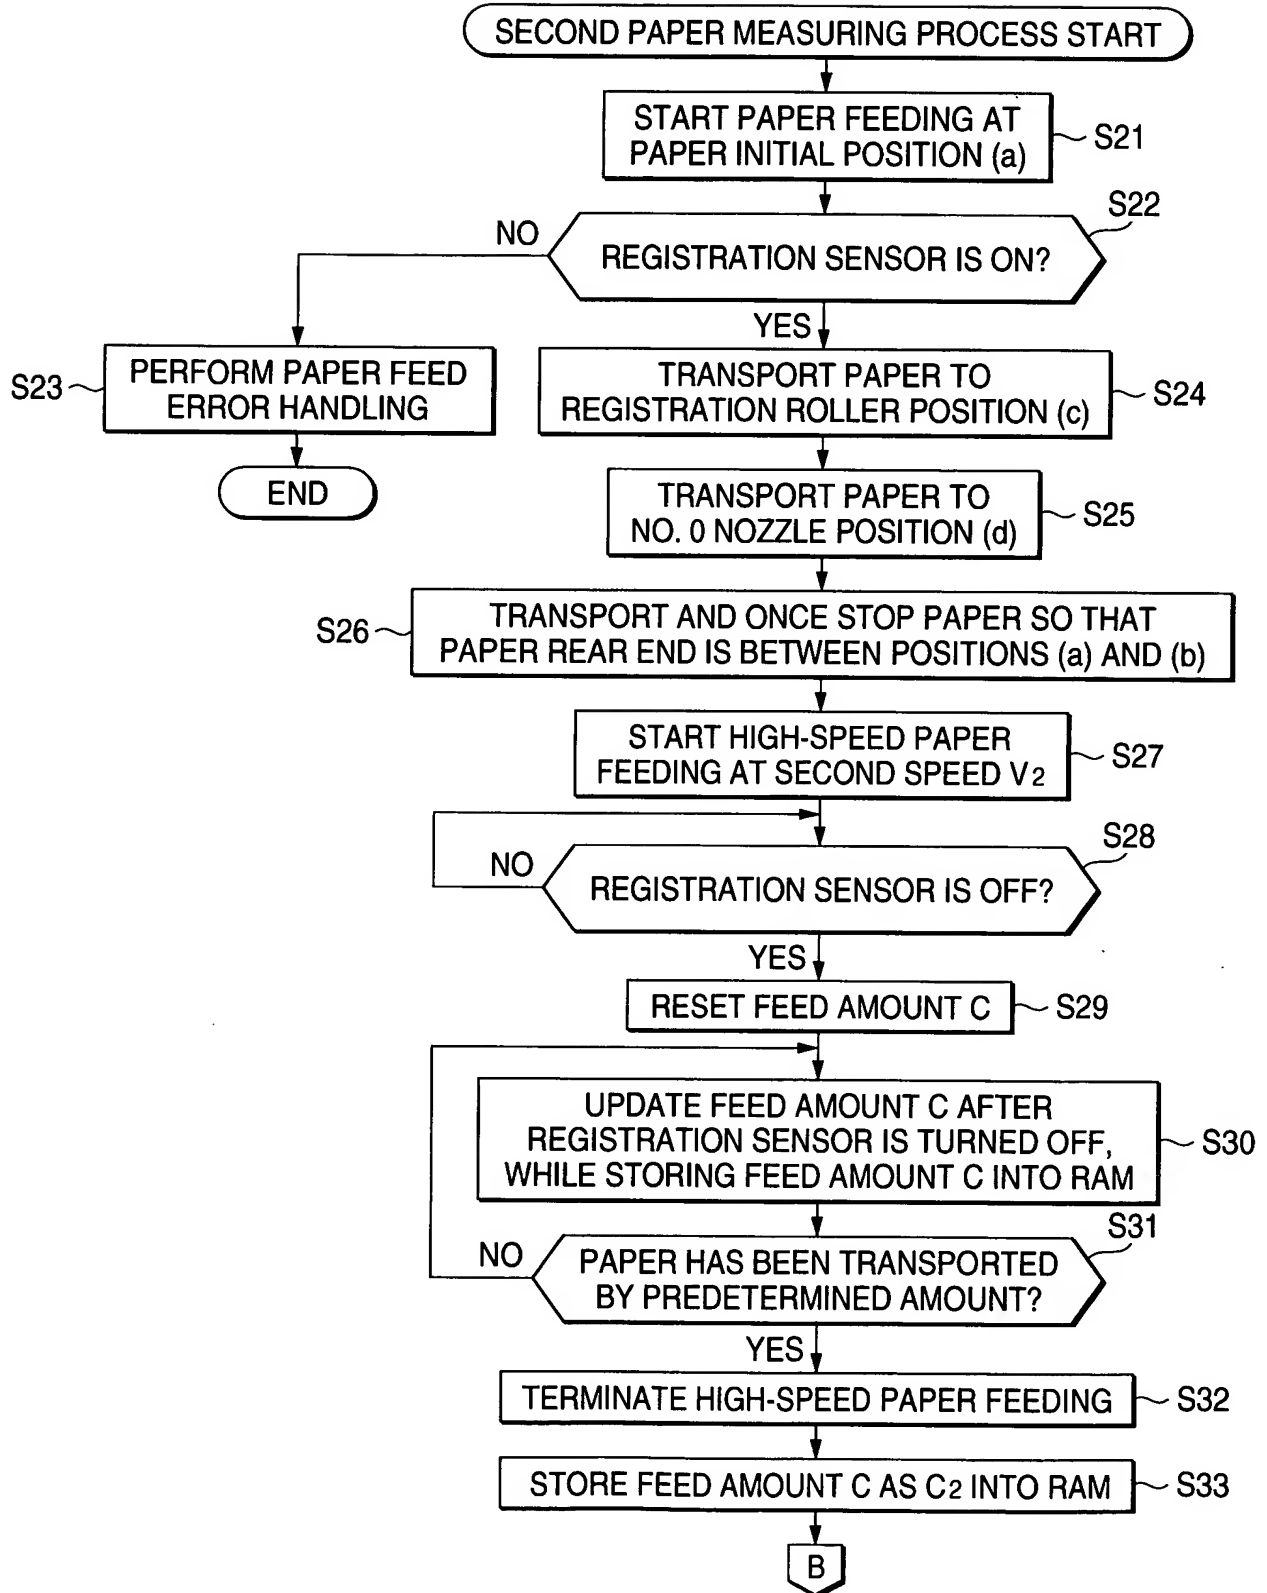 SECOND PAPER MEASURING PROCESS START
START PAPER FEEDING AT
PAPER INITIAL POSITION (a)
S21
S22
NO
REGISTRATION SENSOR IS ON?
YES
S23
PERFORM PAPER FEED
ERROR HANDLING
END
TRANSPORT PAPER TO
REGISTRATION ROLLER POSITION (c)
S24
TRANSPORT PAPER TO
NO. 0 NOZZLE POSITION (d)
S25
S26
TRANSPORT AND ONCE STOP PAPER SO THAT
PAPER REAR END IS BETWEEN POSITIONS (a) AND (b)
START HIGH-SPEED PAPER
FEEDING AT SECOND SPEED V2
S27
S28
NO
REGISTRATION SENSOR IS OFF?
YES
RESET FEED AMOUNT C
S29
UPDATE FEED AMOUNT C AFTER
REGISTRATION SENSOR IS TURNED OFF,
WHILE STORING FEED AMOUNT C INTO RAM
S30
S31
NO
PAPER HAS BEEN TRANSPORTED
BY PREDETERMINED AMOUNT?
YES
TERMINATE HIGH-SPEED PAPER FEEDING
S32
STORE FEED AMOUNT C AS C2 INTO RAM
S33
B